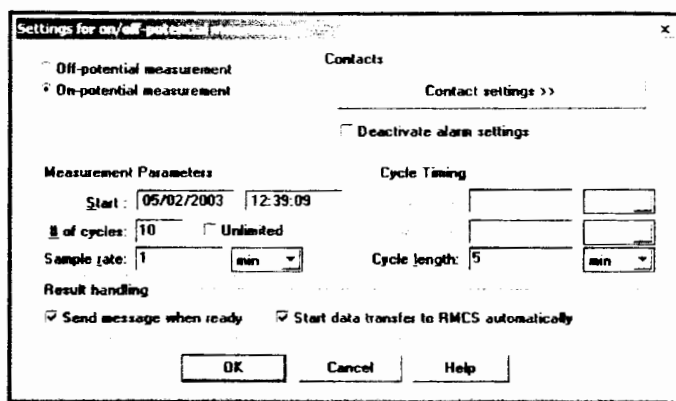 Settings for on/off-potential
Off-potential measurement
On-potential measurement
Contacts
Contact settings >>
Deactivate alarm settings
Measurement Parameters
Start : 05/02/2003 12:39:09
# of cycles: 10 Unlimited
Sample rate: 1 min
Cycle Timing
Cycle length: 5 min
Result handling
Send message when ready Start data transfer to RMCS automatically
OK Cancel Help